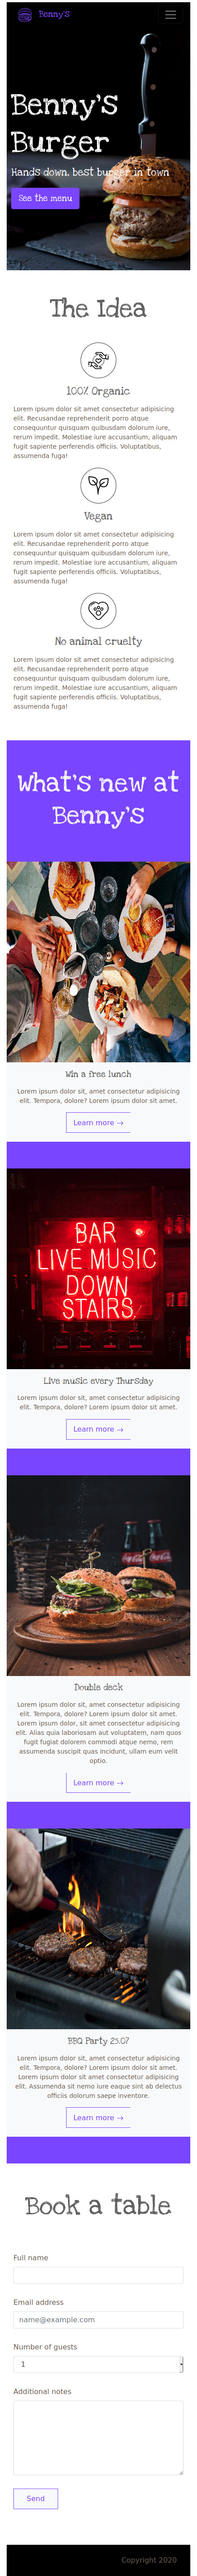 Benny'S
Benny's
Burger
Hands down, best burger in town
See the menu
The Idea
100% Organic
Lorem ipsum dolor sit amet consectetur adipisicing
elit. Recusandae reprehenderit porro atque
consequuntur quisquam quibusdam dolorum iure,
rerum impedit. Molestiae iure accusantium, aliquam
fugit sapiente perferendis officiis. Voluptatibus,
assumenda fuga!
Vegan
Lorem ipsum dolor sit amet consectetur adipisicing
elit. Recusandae reprehenderit porro atque
consequuntur quisquam quibusdam dolorum iure,
rerum impedit. Molestiae iure accusantium, aliquam
fugit sapiente perferendis officiis. Voluptatibus,
assumenda fuga!
No animal cruelty
Lorem ipsum dolor sit amet consectetur adipisicing
elit. Recusandae reprehenderit porro atque
consequuntur quisquam quibusdam dolorum iure,
rerum impedit. Molestiae iure accusantium, aliquam
fugit sapiente perferendis officiis. Voluptatibus,
assumenda fuga!
What's new at
Benny's
Win a free lunch
Lorem ipsum dolor sit, amet consectetur adipisicing
elit. Tempora, dolore? Lorem ipsum dolor sit amet.
Learn more →
BAR
LIVE MUSIC
DOWN
STAIRS
Live music every Thursday
Lorem ipsum dolor sit, amet consectetur adipisicing
elit. Tempora, dolore? Lorem ipsum dolor sit amet.
Learn more →
Double deck
Lorem ipsum dolor sit, amet consectetur adipisicing
elit. Tempora, dolore? Lorem ipsum dolor sit amet.
Lorem ipsum dolor, sit amet consectetur adipisicing
elit. Alias quia laboriosam aut voluptatem, nam quos
fugit fugiat dolorem commodi atque nemo, rem
assumenda suscipit quas incidunt, ullam eum velit
optio.
Learn more →
BBQ Party 25.07
Lorem ipsum dolor sit, amet consectetur adipisicing
elit. Tempora, dolore? Lorem ipsum dolor sit amet.
Lorem ipsum dolor sit amet consectetur adipisicing
elit. Assumenda sit nemo iure eaque sint ab delectus
officiis dolorum saepe inventore.
Learn more →
Book a table
Full name
Email address
name@example.com
Number of guests
1
Additional notes
Send
Copyright 2020